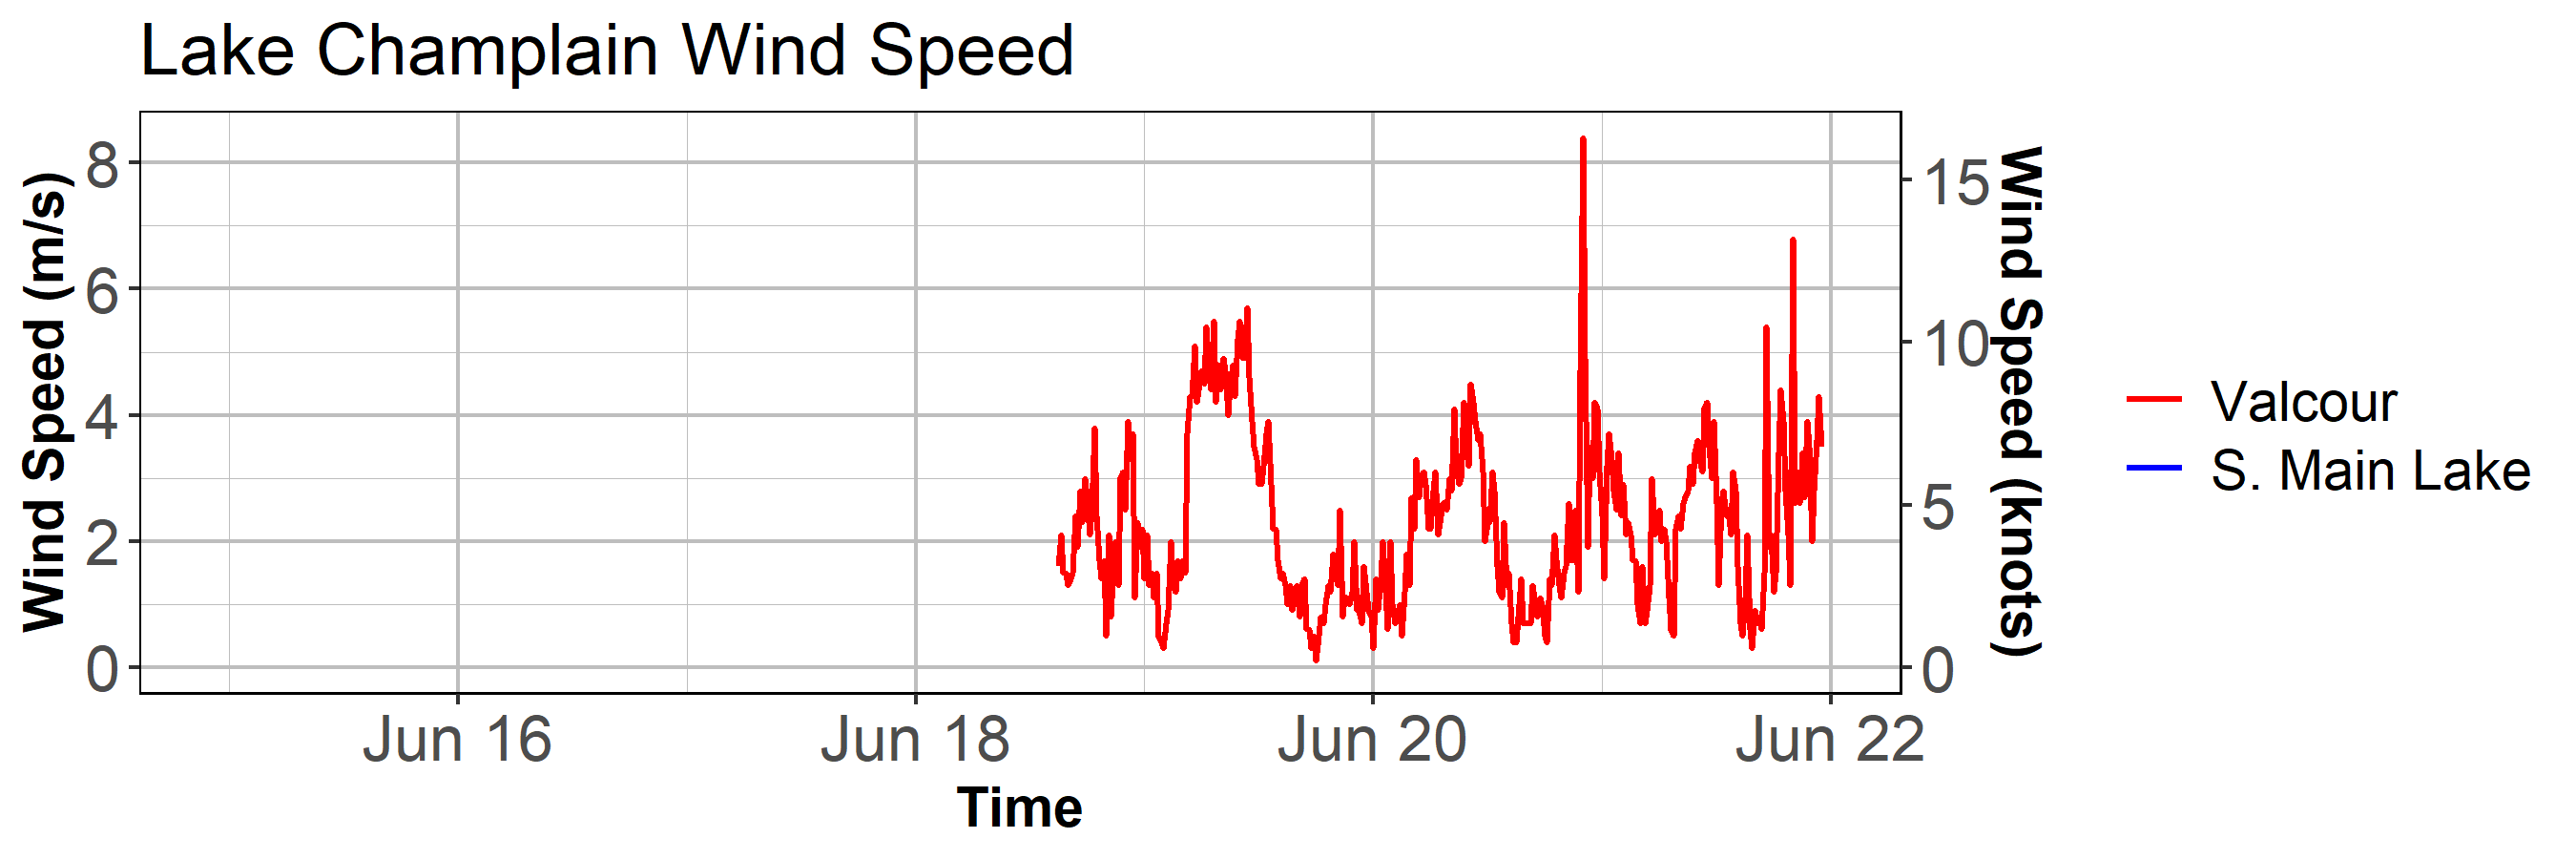 Lake Champlain Wind Speed
Wind Speed (m/s)
8
6
4
2
0
15
10
5
0
Wind Speed (knots)
Jun 16
Jun 18
Jun 20
Jun 22
Time
Valcour
S. Main Lake